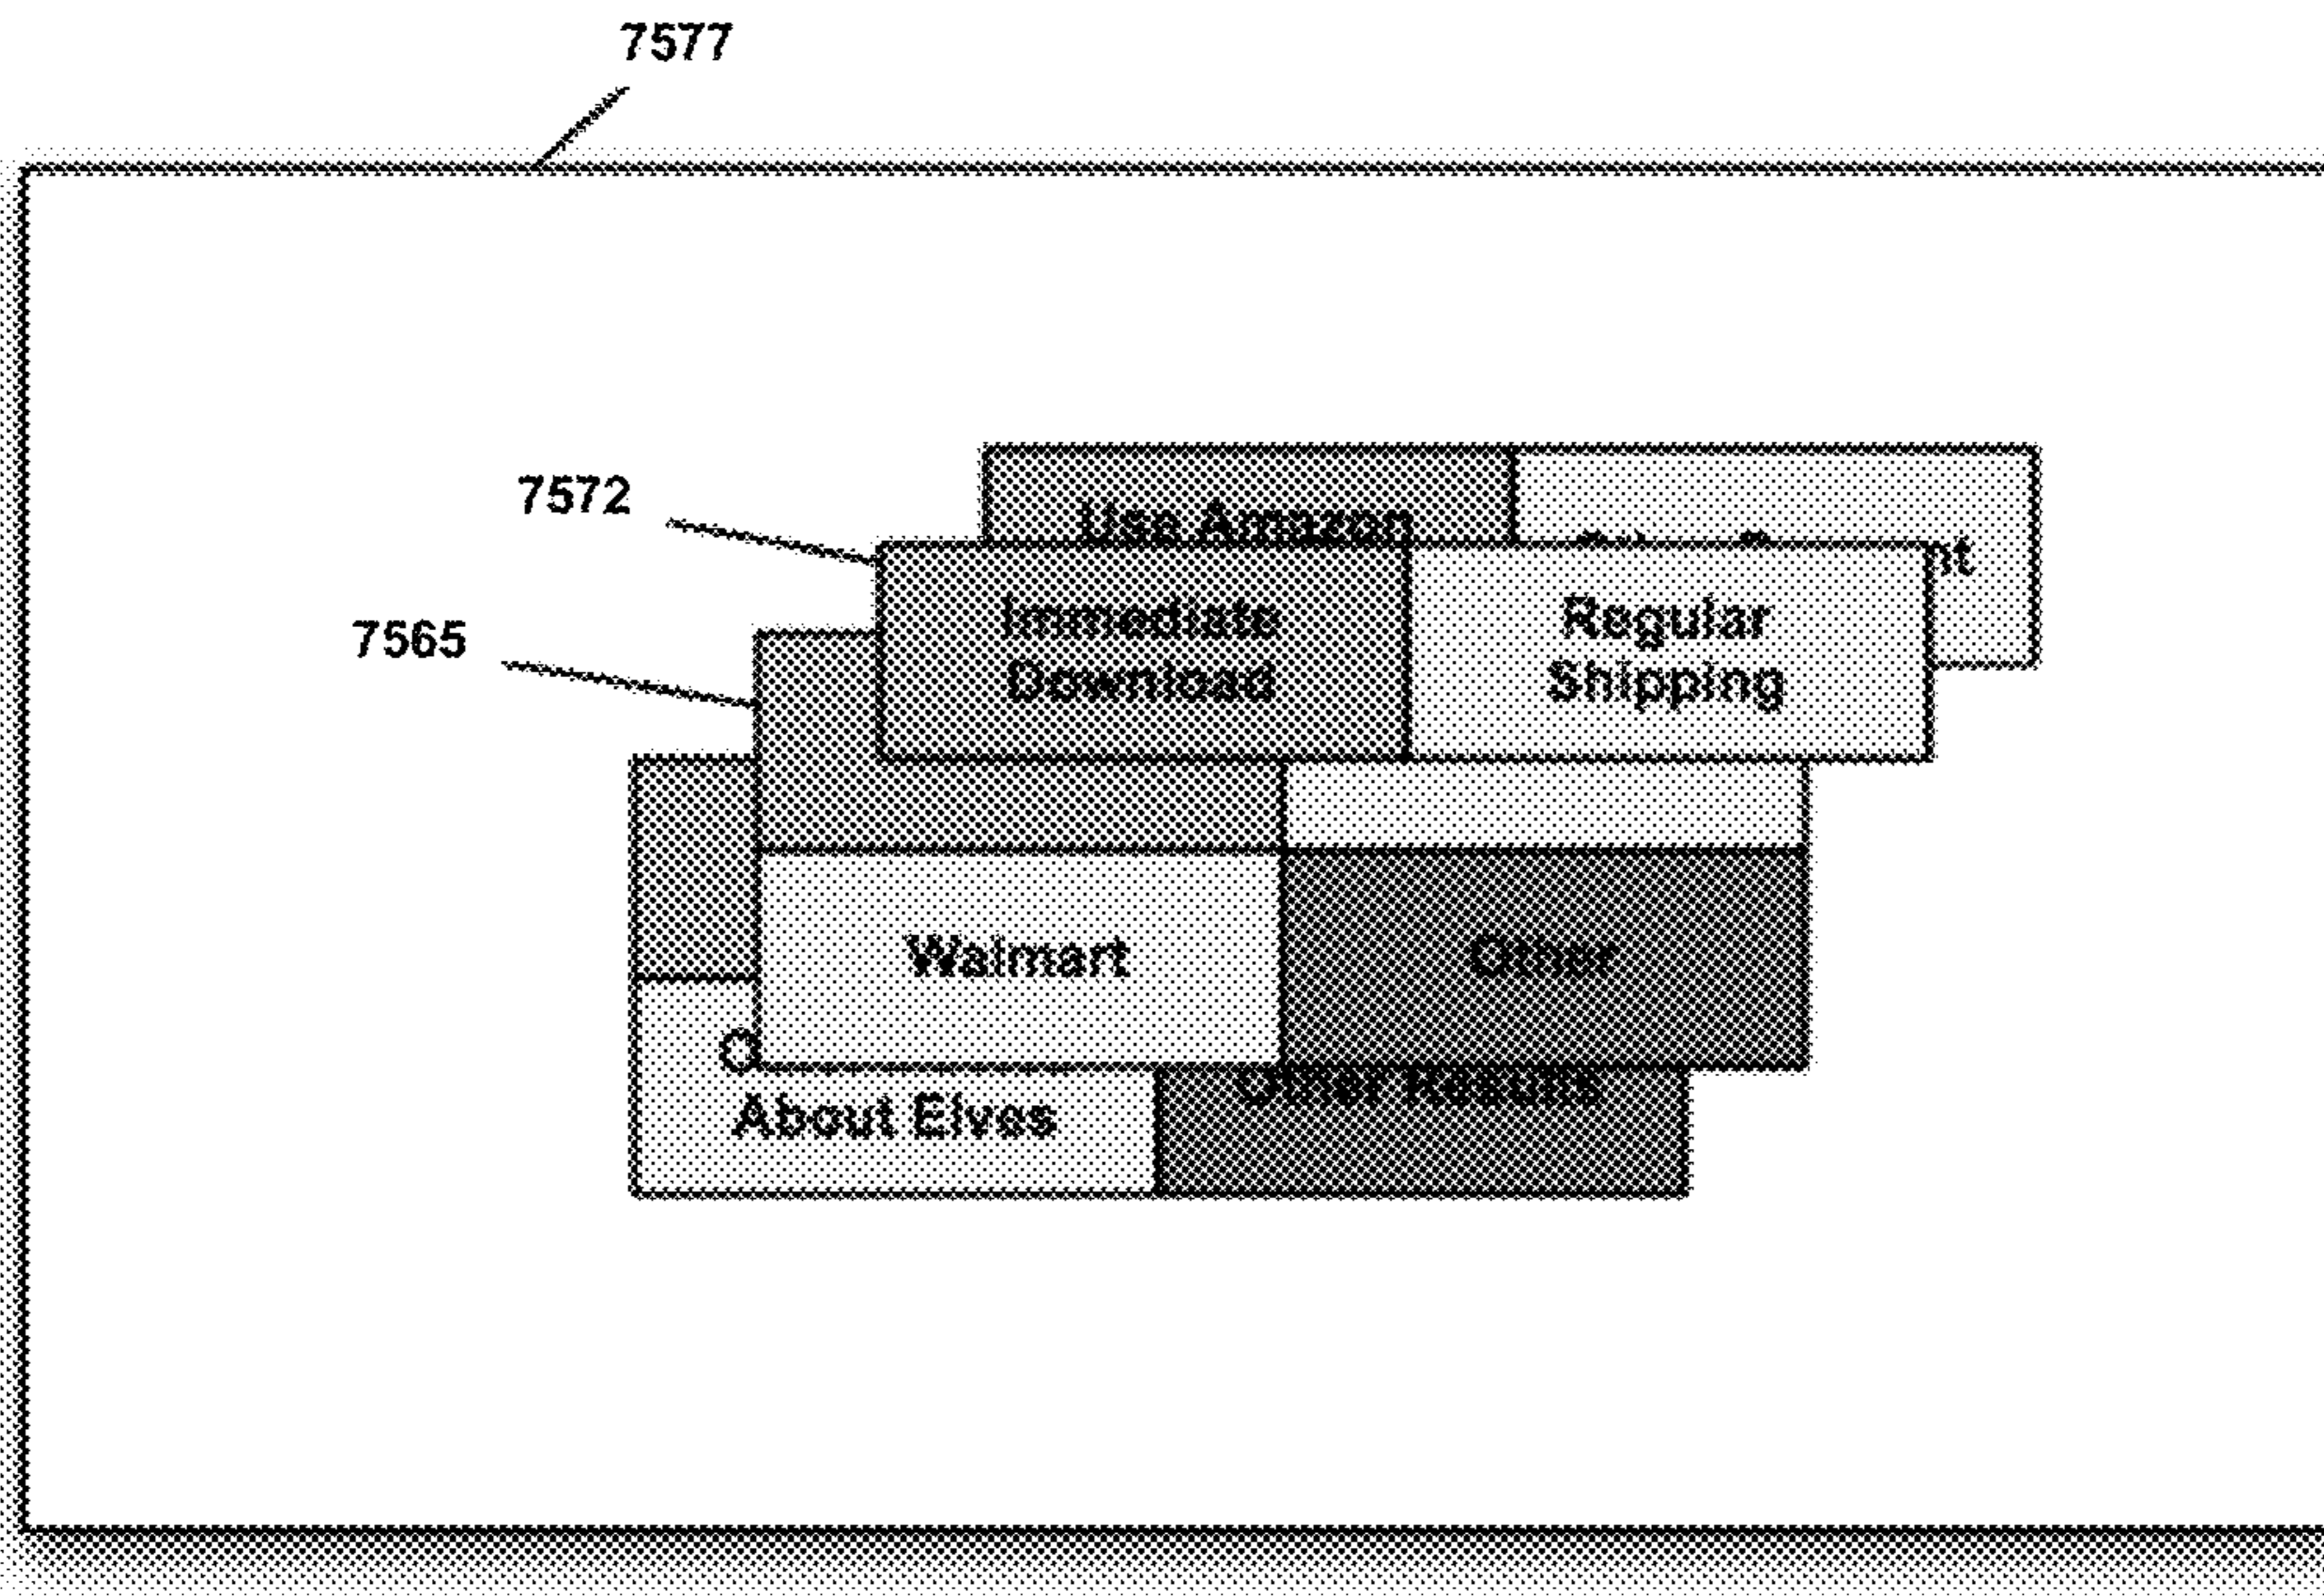 7577
7572
Use Amazon
7565
Immediate
Download
Regular
Shipping
Walmart
Other
About Elves
Other Results